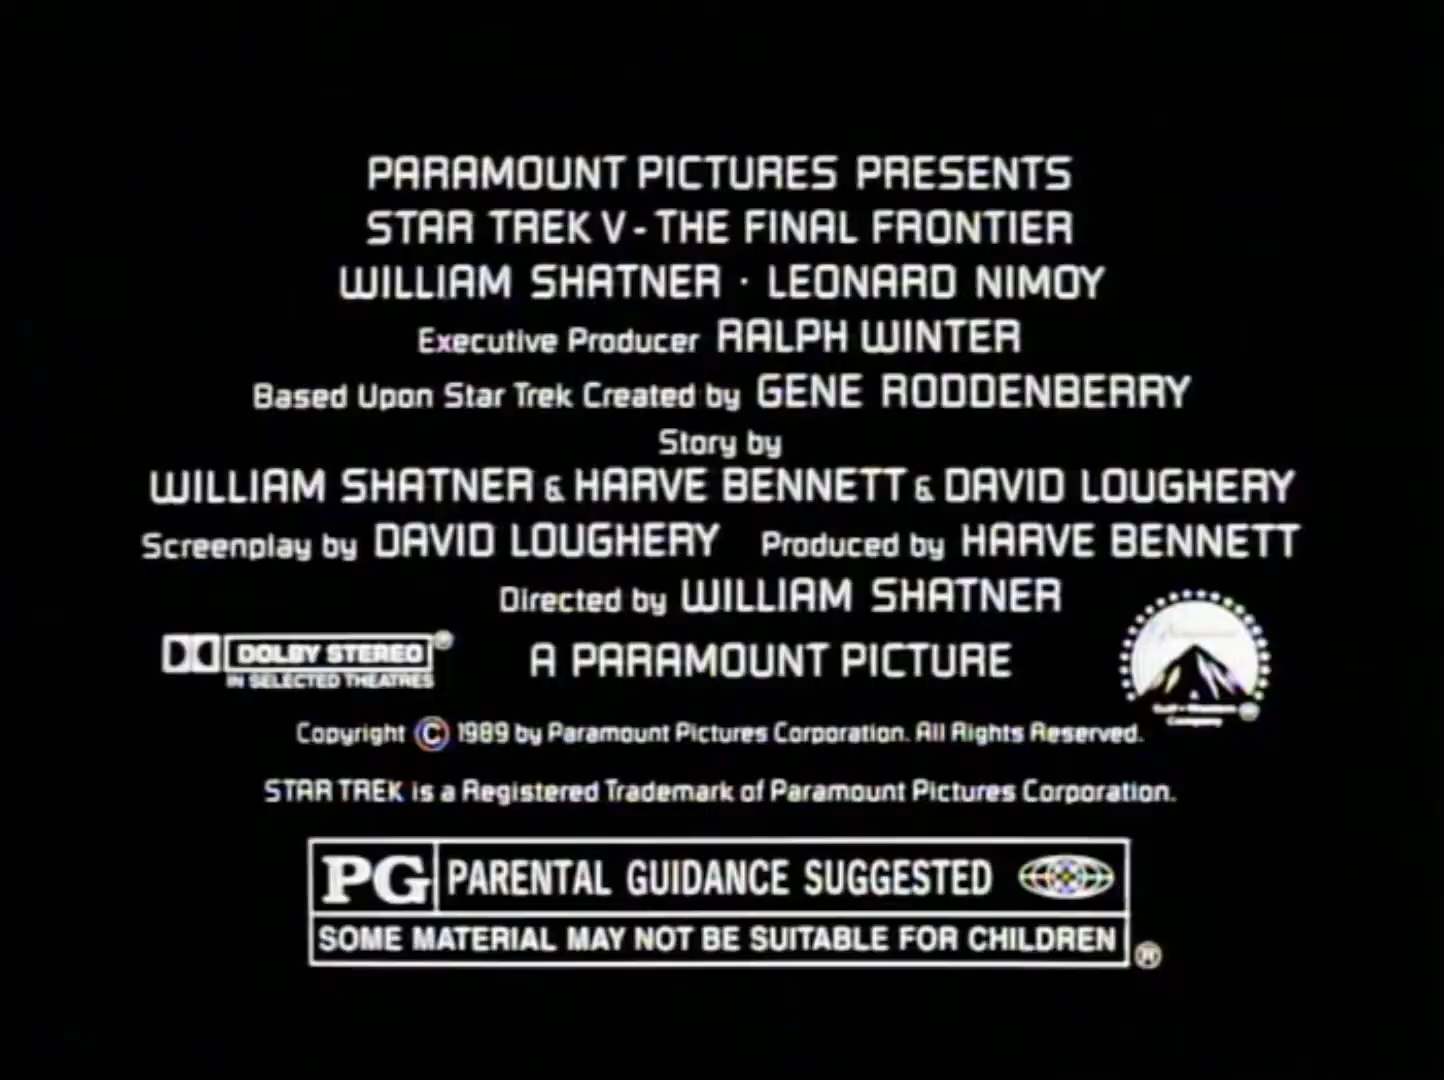 PARAMOUNT PICTURES PRESENTS
STAR TREK V - THE FINAL FRONTIER
WILLIAM SHATNER · LEONARD NIMOY
Executive Producer RALPH WINTER
Based Upon Star Trek Created by GENE RODDENBERRY
Story by
WILLIAM SHATNER & HARVE BENNETT & DAVID LOUGHERY
Screenplay by DAVID LOUGHERY Produced by HARVE BENNETT
Directed by WILLIAM SHATNER
DOLBY STEREO ®
IN SELECTED THEATRES
A PARAMOUNT PICTURE
Paramount
Gulf + Western
Company
Copyright © 1989 by Paramount Pictures Corporation. All Rights Reserved.
STAR TREK is a Registered Trademark of Paramount Pictures Corporation.
PG PARENTAL GUIDANCE SUGGESTED
SOME MATERIAL MAY NOT BE SUITABLE FOR CHILDREN ®